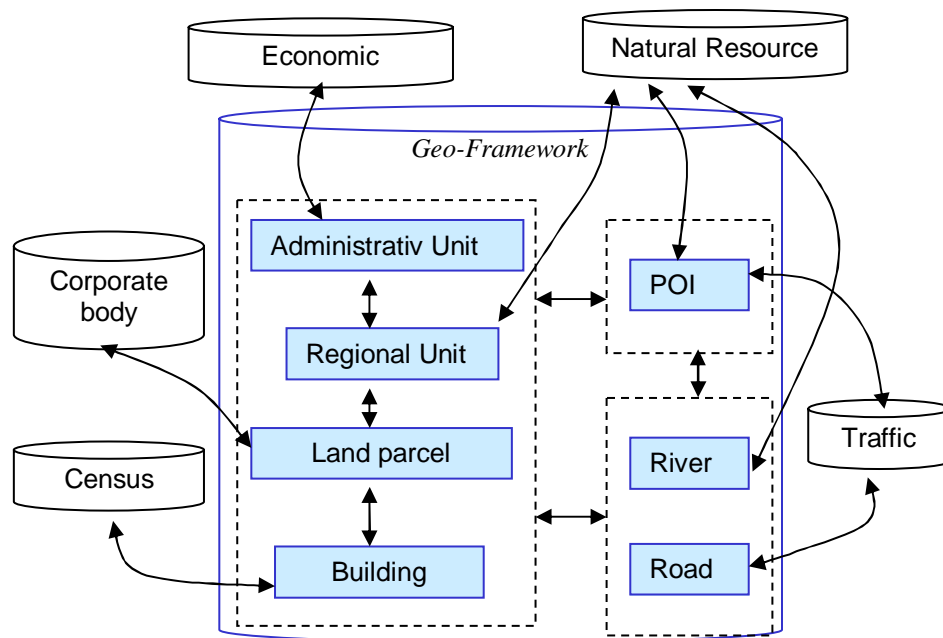 Economic
Natural Resource
Geo-Framework
Administrativ Unit
Corporate
body
POI
Regional Unit
Traffic
Land parcel
River
Census
Building
Road